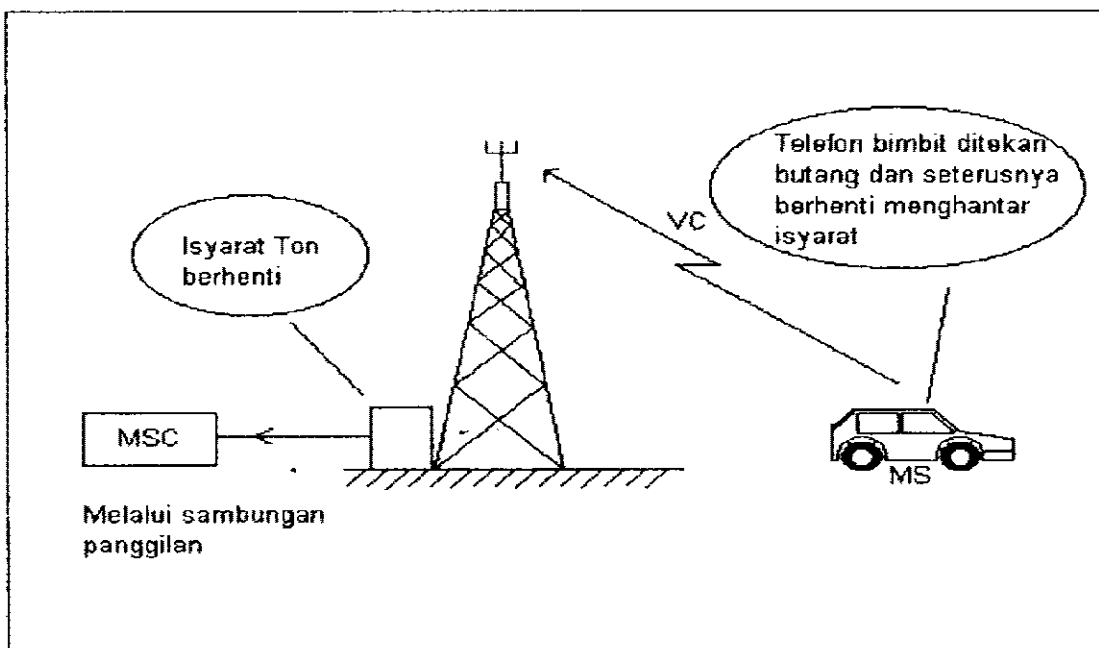 Telefon bimbit ditekan
butang dan seterusnya
berhenti menghantar
isyarat
VC
Isyarat Ton
berhenti
MSC
MS
Melalui sambungan
panggilan